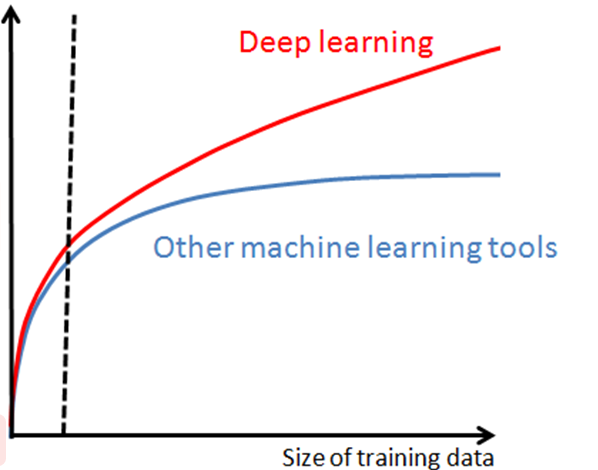 Deep learning
Other machine learning tools
Size of training data